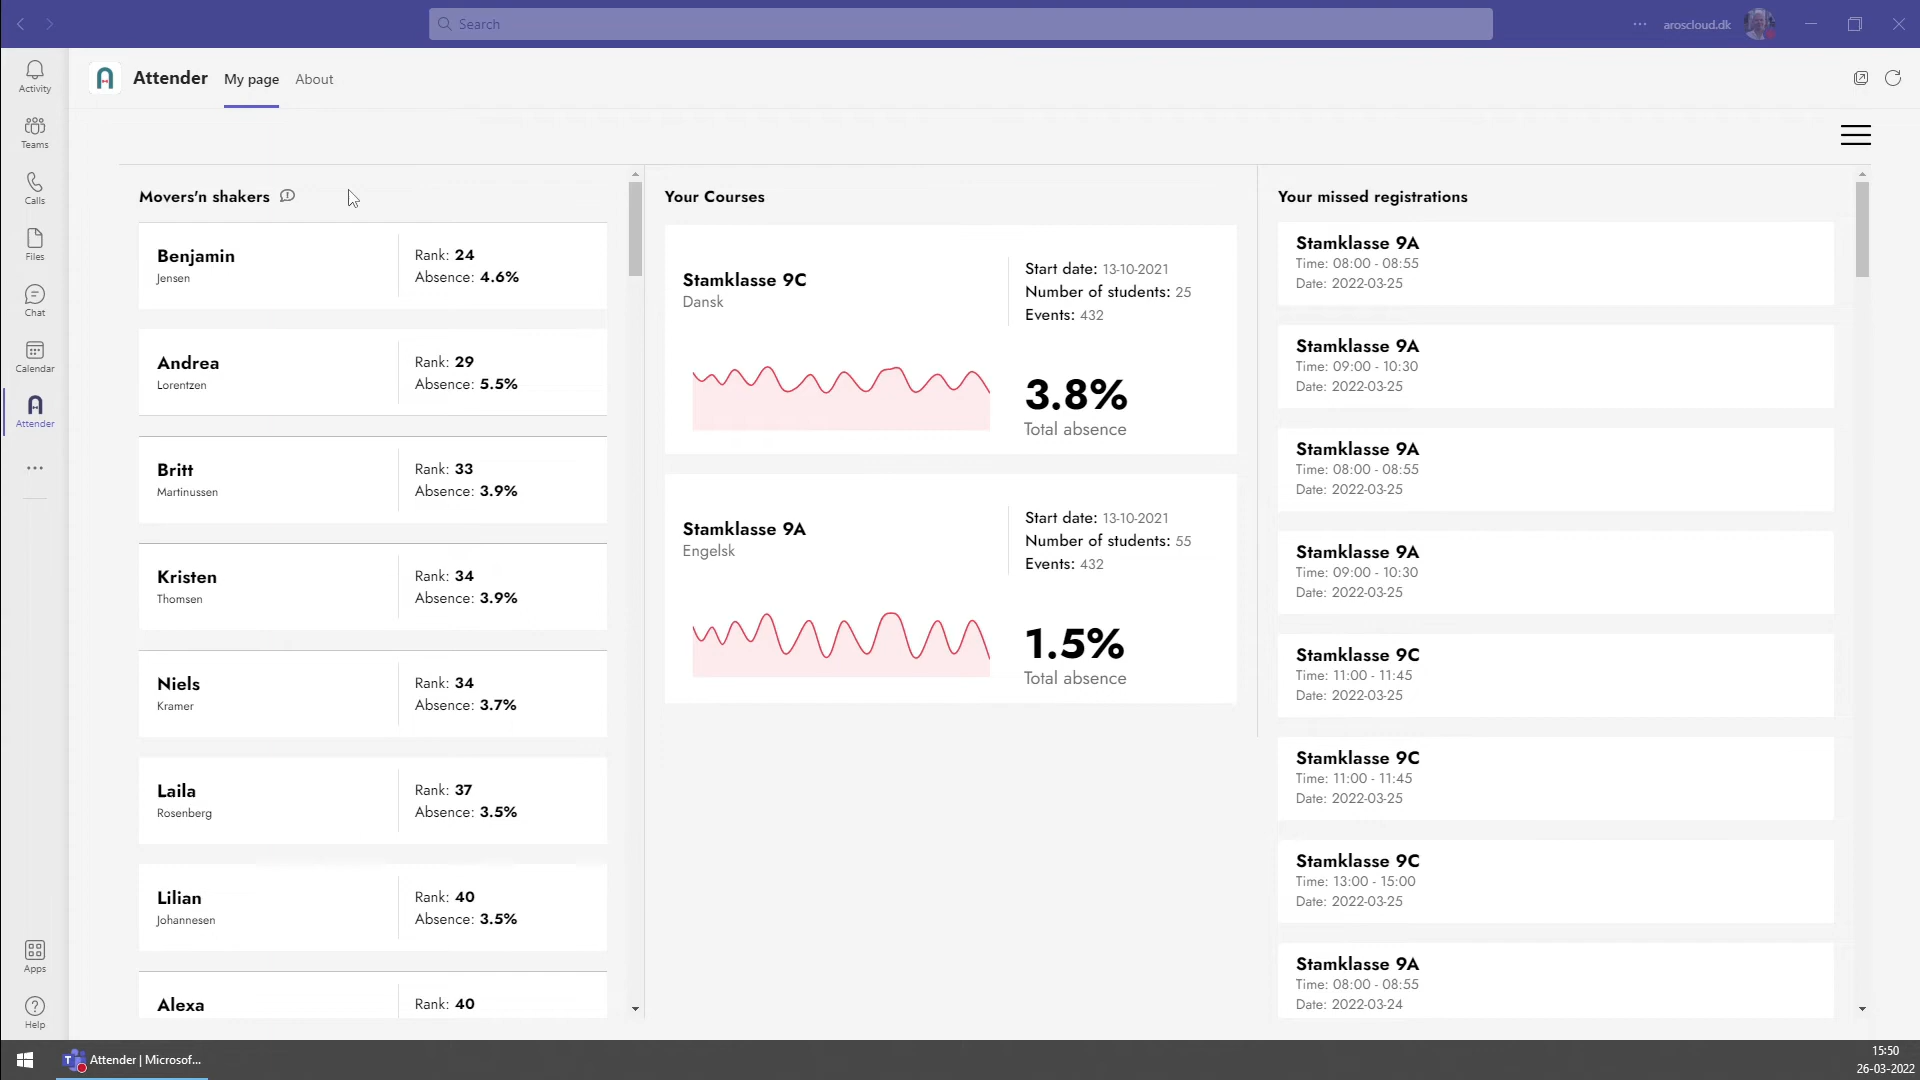 Search
aroscloud.dk
Activity
Teams
Calls
Files
Chat
Calendar
Attender
Apps
Help
Attender
My page
About
Movers'n shakers
Benjamin
Jensen
Rank: 24
Absence: 4.6%
Andrea
Lorentzen
Rank: 29
Absence: 5.5%
Britt
Martinussen
Rank: 33
Absence: 3.9%
Kristen
Thomsen
Rank: 34
Absence: 3.9%
Niels
Kramer
Rank: 34
Absence: 3.7%
Laila
Rosenberg
Rank: 37
Absence: 3.5%
Lilian
Johannesen
Rank: 40
Absence: 3.5%
Alexa
Rank: 40
Your Courses
Stamklasse 9C
Dansk
Start date: 13-10-2021
Number of students: 25
Events: 432
3.8%
Total absence
Stamklasse 9A
Engelsk
Start date: 13-10-2021
Number of students: 55
Events: 432
1.5%
Total absence
Your missed registrations
Stamklasse 9A
Time: 08:00 - 08:55
Date: 2022-03-25
Stamklasse 9A
Time: 09:00 - 10:30
Date: 2022-03-25
Stamklasse 9A
Time: 08:00 - 08:55
Date: 2022-03-25
Stamklasse 9A
Time: 09:00 - 10:30
Date: 2022-03-25
Stamklasse 9C
Time: 11:00 - 11:45
Date: 2022-03-25
Stamklasse 9C
Time: 11:00 - 11:45
Date: 2022-03-25
Stamklasse 9C
Time: 13:00 - 15:00
Date: 2022-03-25
Stamklasse 9A
Time: 08:00 - 08:55
Date: 2022-03-24
Attender | Microsof...
15:50
26-03-2022